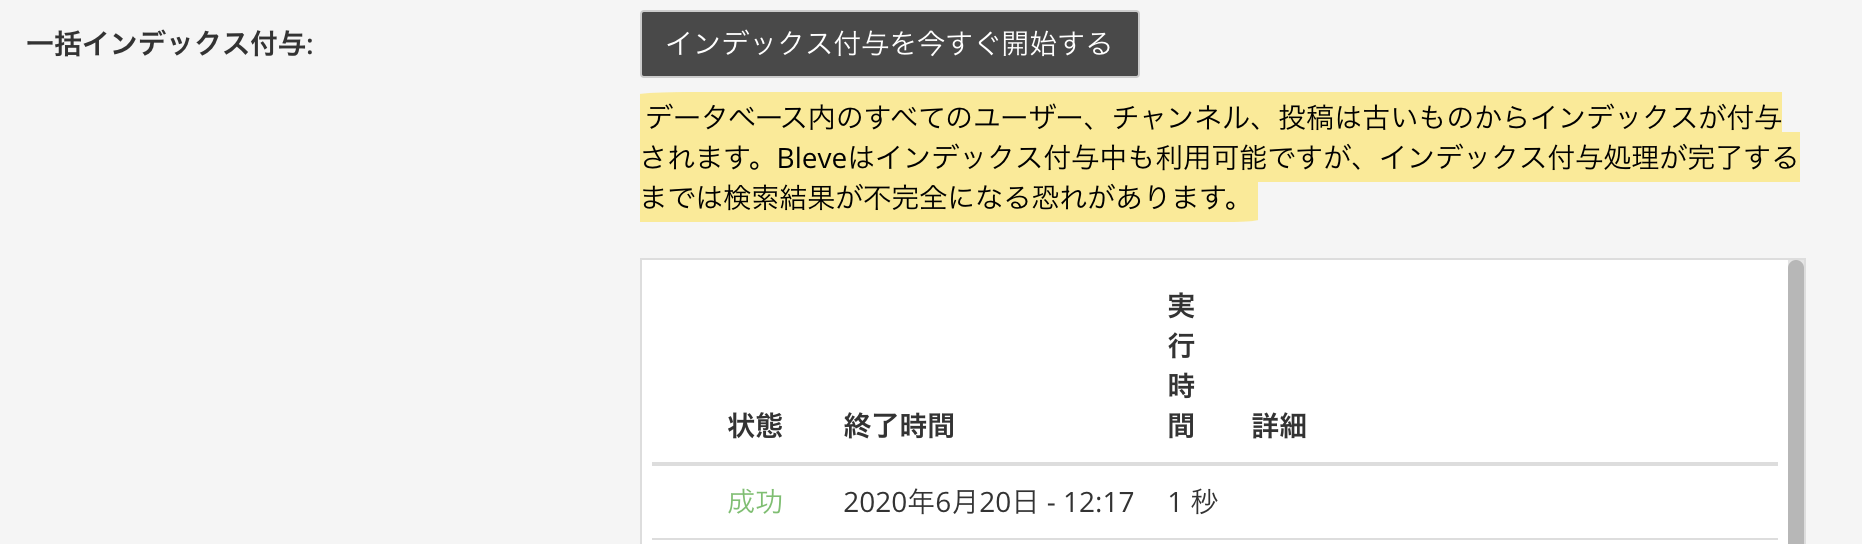 一括インデックス付与:
インデックス付与を今すぐ開始する
データベース内のすべてのユーザー、チャンネル、投稿は古いものからインデックスが付与
されます。Bleveはインデックス付与中も利用可能ですが、インデックス付与処理が完了する
までは検索結果が不完全になる恐れがあります。
状態 終了時間 実行時間 詳細
成功 2020年6月20日 - 12:17 1 秒